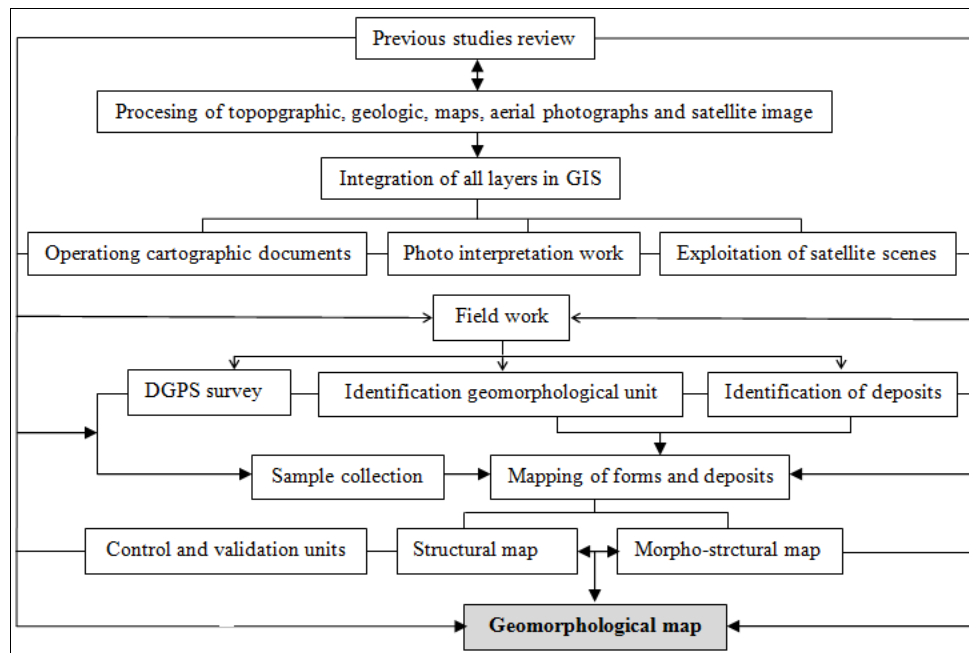 Previous studies review
Procesing of topopgraphic, geologic, maps, aerial photographs and satellite image
Integration of all layers in GIS
Operationg cartographic documents
Photo interpretation work
Exploitation of satellite scenes
Field work
DGPS survey
Identification geomorphological unit
Identification of deposits
Sample collection
Mapping of forms and deposits
Control and validation units
Structural map
Morpho-strctural map
Geomorphological map